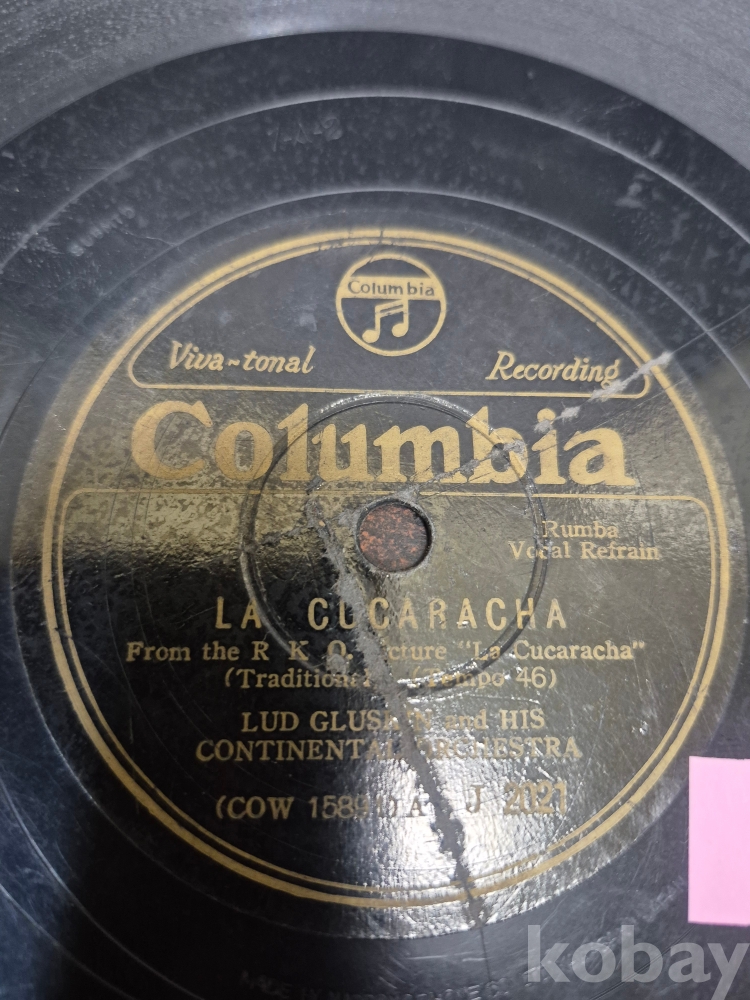 Columbia
Viva-tonal Recording
Columbia
Rumba
Vocal Refrain
LA CUCARACHA
From the R K O "La Cucaracha"
(Tempo 46)
LUD and HIS
CONTINENTAL
J 2021
kobay